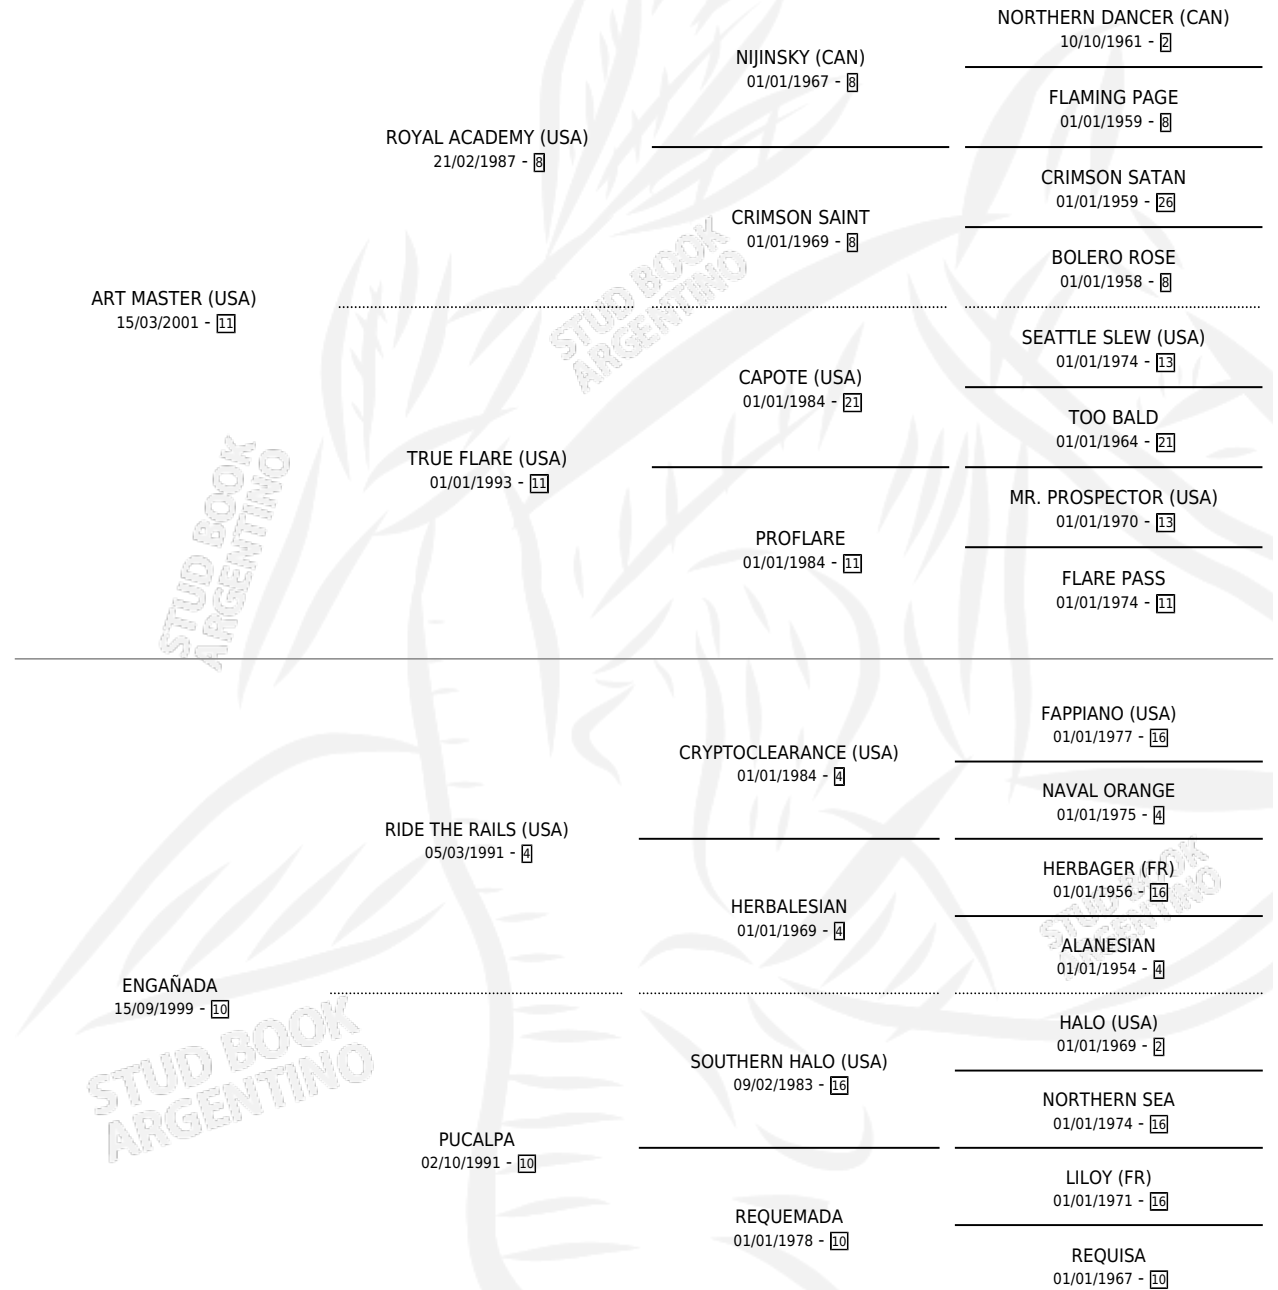 NORTHERN DANCER (CAN)
10/10/1961 - 2
NIJINSKY (CAN)
01/01/1967 - 8
FLAMING PAGE
01/01/1959 - 8
ROYAL ACADEMY (USA)
21/02/1987 - 8
CRIMSON SATAN
01/01/1959 - 26
CRIMSON SAINT
01/01/1969 - 8
BOLERO ROSE
01/01/1958 - 8
ART MASTER (USA)
15/03/2001 - 11
STUD BOOK
ARGENTINO
SEATTLE SLEW (USA)
01/01/1974 - 13
CAPOTE (USA)
01/01/1984 - 21
TOO BALD
01/01/1964 - 21
TRUE FLARE (USA)
01/01/1993 - 11
MR. PROSPECTOR (USA)
01/01/1970 - 13
PROFLARE
01/01/1984 - 11
FLARE PASS
01/01/1974 - 11
STUD BOOK
ARGENTINO
FAPPIANO (USA)
01/01/1977 - 16
CRYPTOCLEARANCE (USA)
01/01/1984 - 4
NAVAL ORANGE
01/01/1975 - 4
RIDE THE RAILS (USA)
05/03/1991 - 4
HERBAGER (FR)
01/01/1956 - 16
HERBALESIAN
01/01/1969 - 4
ALANESIAN
01/01/1954 - 4
STUD BOOK
ARGENTINO
ENGAÑADA
15/09/1999 - 10
HALO (USA)
01/01/1969 - 2
SOUTHERN HALO (USA)
09/02/1983 - 16
NORTHERN SEA
01/01/1974 - 16
STUD BOOK
ARGENTINO
PUCALPA
02/10/1991 - 10
LILOY (FR)
01/01/1971 - 16
REQUEMADA
01/01/1978 - 10
REQUISA
01/01/1967 - 10